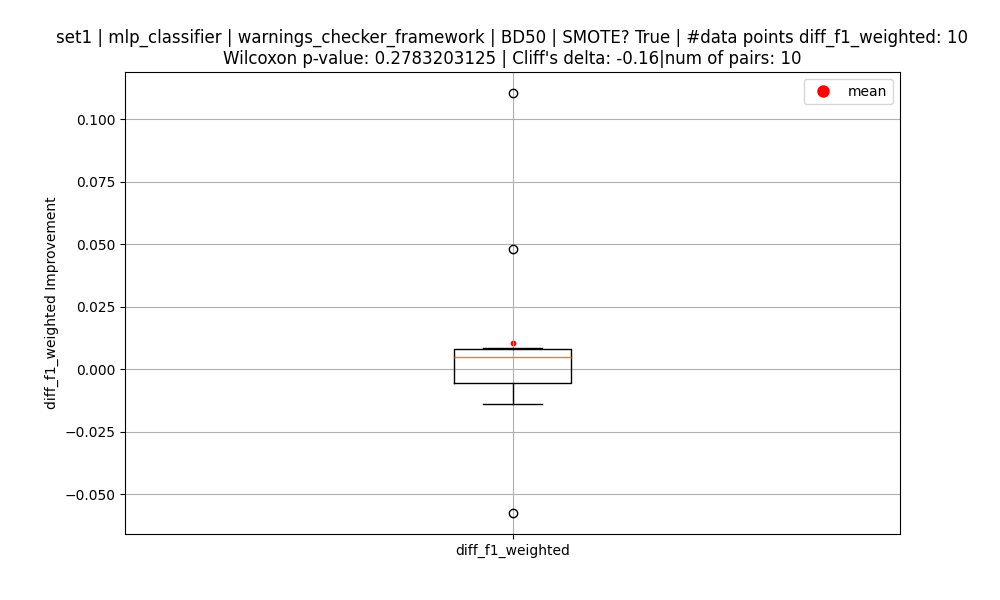 set1 | mlp_classifier | warnings_checker_framework | BD50 | SMOTE? True | #data points diff_f1_weighted: 10
Wilcoxon p-value: 0.2783203125 | Cliff's delta: -0.16|num of pairs: 10
mean
0.100
0.075
0.050
0.025
0.000
−0.025
−0.050
diff_f1_weighted Improvement
diff_f1_weighted